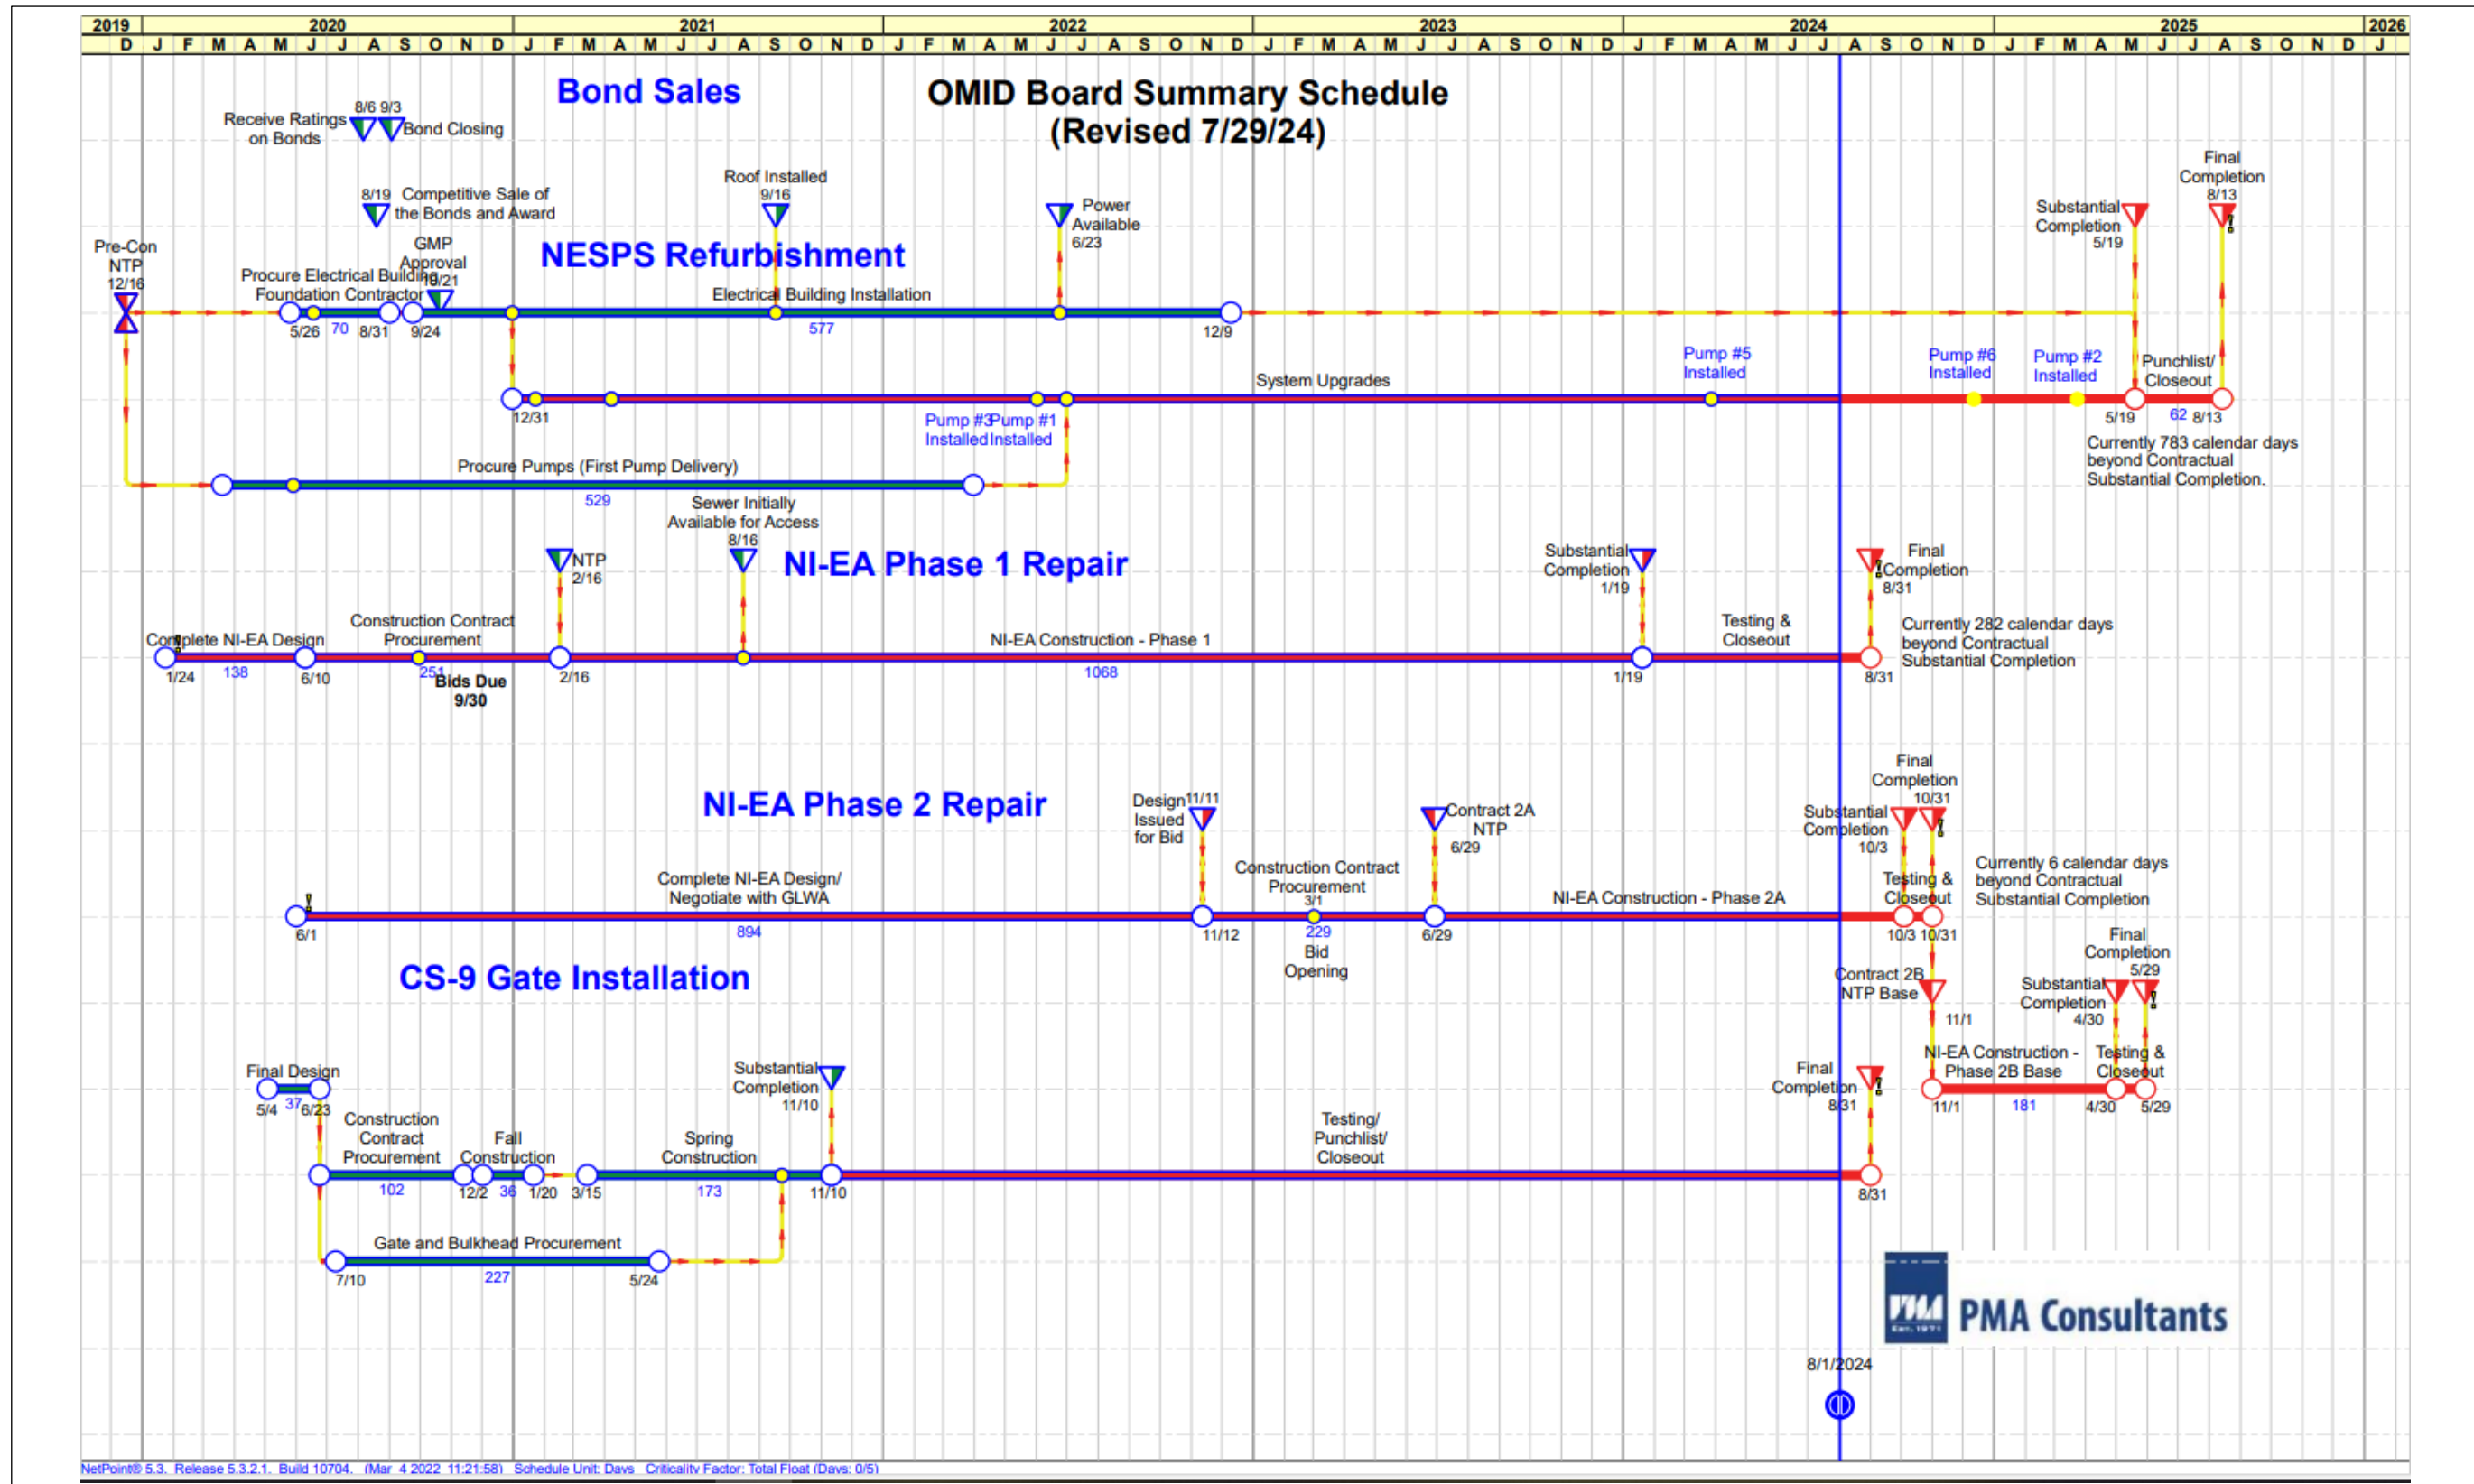 2019 2020 2021 2022 2023 2024 2025 2026
D J F M A M J J A S O N D J F M A M J J A S O N D J F M A M J J A S O N D J F M A M J J A S O N D J F M A M J J A S O N D J F M A M J J A S O N D J
Bond Sales
OMID Board Summary Schedule
(Revised 7/29/24)
8/6 9/3
Receive Ratings
on Bonds
Bond Closing
8/19 Competitive Sale of
the Bonds and Award
NESPS Refurbishment
Pre-Con
NTP
12/16
GMP
Approval
10/21
Procure Electrical Building
Foundation Contractor
5/26 70 8/31 9/24
Roof Installed
9/16
Electrical Building Installation
577
Power
Available
6/23
12/9
Substantial
Completion
5/19
Final
Completion
8/13
12/31
Pump #3
Installed
Pump #1
Installed
System Upgrades
Pump #5
Installed
Pump #6
Installed
Pump #2
Installed
Punchlist/
Closeout
5/19 62 8/13
Currently 783 calendar days
beyond Contractual
Substantial Completion.
Procure Pumps (First Pump Delivery)
529
NI-EA Phase 1 Repair
Sewer Initially
Available for Access
8/16
NTP
2/16
Substantial
Completion
1/19
Final
Completion
8/31
Complete NI-EA Design
1/24 138 6/10
Construction Contract
Procurement
251
Bids Due
9/30
2/16
NI-EA Construction - Phase 1
1068
1/19
Testing &
Closeout
8/31
Currently 282 calendar days
beyond Contractual
Substantial Completion
NI-EA Phase 2 Repair
Design
Issued
for Bid
11/11
Contract 2A
NTP
6/29
Substantial
Completion
10/3
Final
Completion
10/31
Complete NI-EA Design/
Negotiate with GLWA
6/1 894 11/12
Construction Contract
Procurement
3/1
229
Bid
Opening
6/29
NI-EA Construction - Phase 2A
Testing &
Closeout
10/3 10/31
Currently 6 calendar days
beyond Contractual
Substantial Completion
Contract 2B
NTP Base
11/1
Substantial
Completion
4/30
Final
Completion
5/29
NI-EA Construction -
Phase 2B Base
Testing &
Closeout
11/1 181 4/30 5/29
CS-9 Gate Installation
Final Design
5/4 37 6/23
Construction
Contract
Procurement
102
Fall
Construction
12/2 36 1/20
Spring
Construction
3/15 173 11/10
Substantial
Completion
11/10
Testing/
Punchlist/
Closeout
Final
Completion
8/31
8/31
Gate and Bulkhead Procurement
7/10 227 5/24
PMA
Est. 1971
PMA Consultants
8/1/2024
NetPoint® 5.3. Release 5.3.2.1. Build 10704. (Mar 4 2022 11:21:58) Schedule Unit: Days Criticality Factor: Total Float (Days: 0/5)